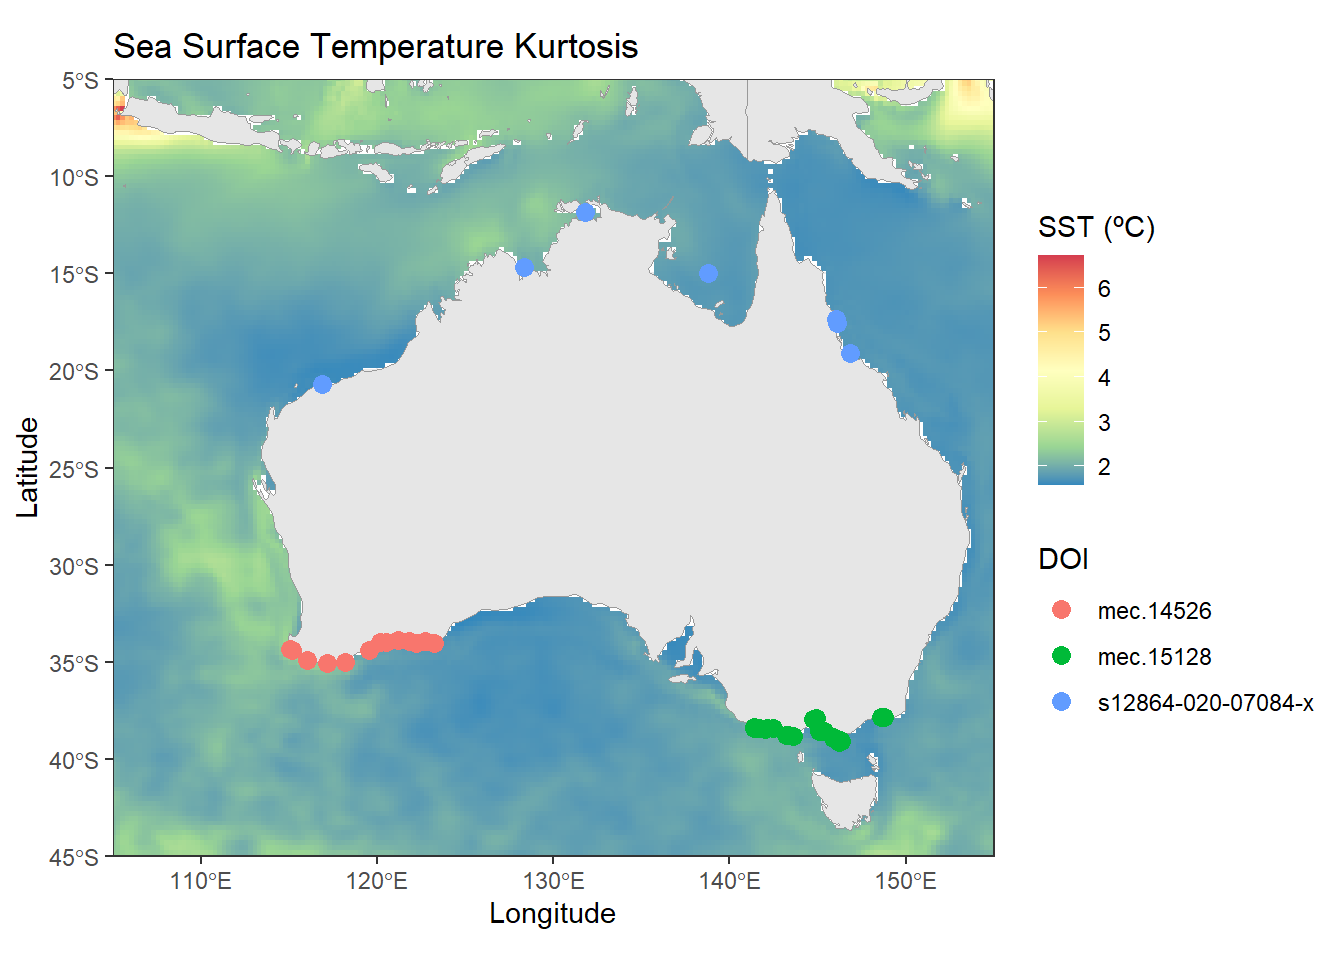 Sea Surface Temperature Kurtosis
5°S
10°S
15°S
20°S
25°S
30°S
35°S
40°S
45°S
Latitude
110°E 120°E 130°E 140°E 150°E
Longitude
SST (ºC)
6
5
4
3
2
DOI
mec.14526
mec.15128
s12864-020-07084-x